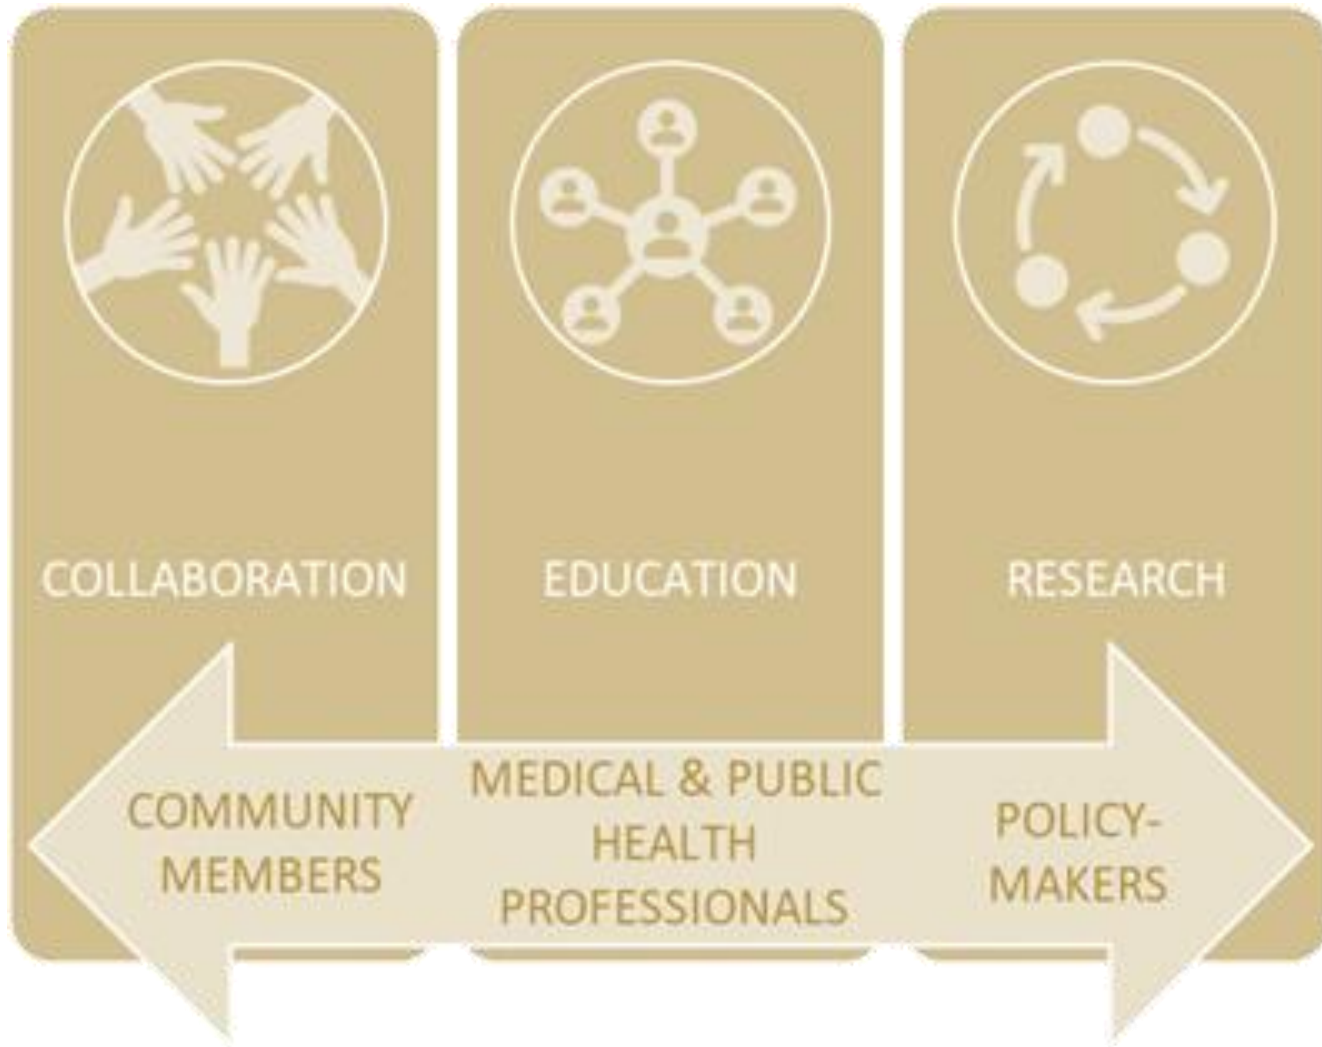 COLLABORATION
EDUCATION
RESEARCH
COMMUNITY
MEMBERS
MEDICAL & PUBLIC
HEALTH
PROFESSIONALS
POLICY-
MAKERS